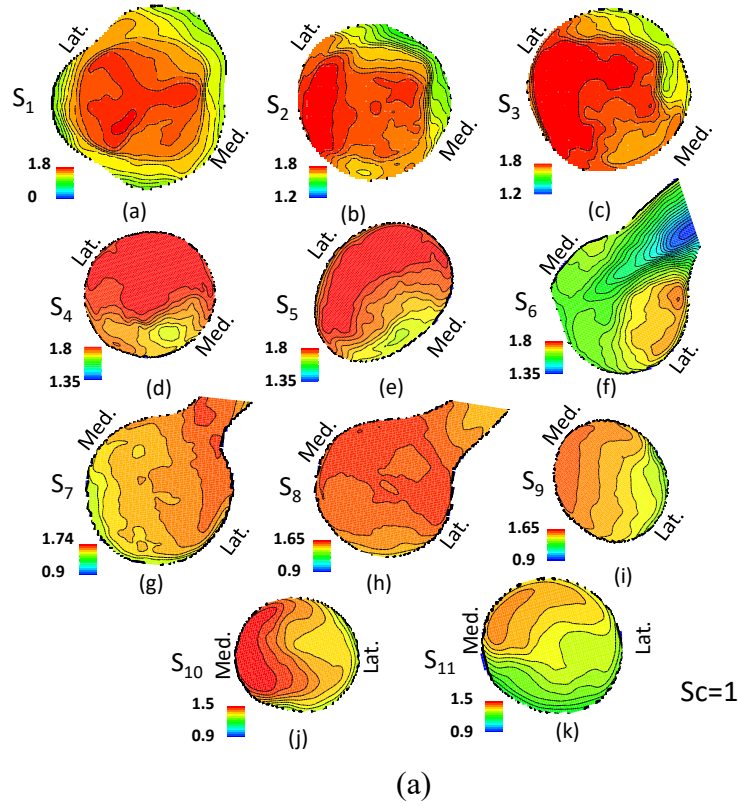 Lat.
S1
Med.
1.8
0
(a)
Lat.
S2
Med.
1.8
1.2
(b)
Lat.
S3
Med.
1.8
1.2
(c)
Lat.
S4
Med.
1.8
1.35
(d)
Lat.
S5
Med.
1.8
1.35
(e)
Med.
S6
Lat.
1.8
1.35
(f)
Med.
S7
Lat.
1.74
0.9
(g)
Med.
S8
Lat.
1.65
0.9
(h)
Med.
S9
Lat.
1.65
0.9
(i)
Med.
S10
Lat.
1.5
0.9
(j)
Med.
S11
Lat.
1.5
0.9
(k)
Sc=1
(a)